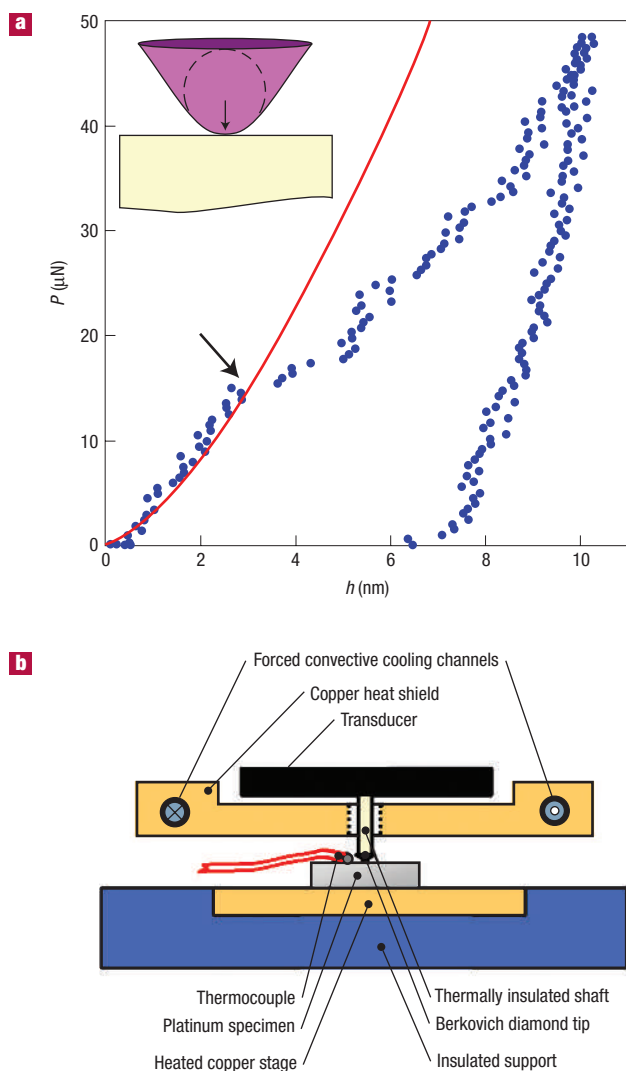 a
50
40
30
20
10
0
P (µN)
0
2
4
6
8
10
h (nm)
b
Forced convective cooling channels
Copper heat shield
Transducer
Thermocouple
Platinum specimen
Heated copper stage
Thermally insulated shaft
Berkovich diamond tip
Insulated support